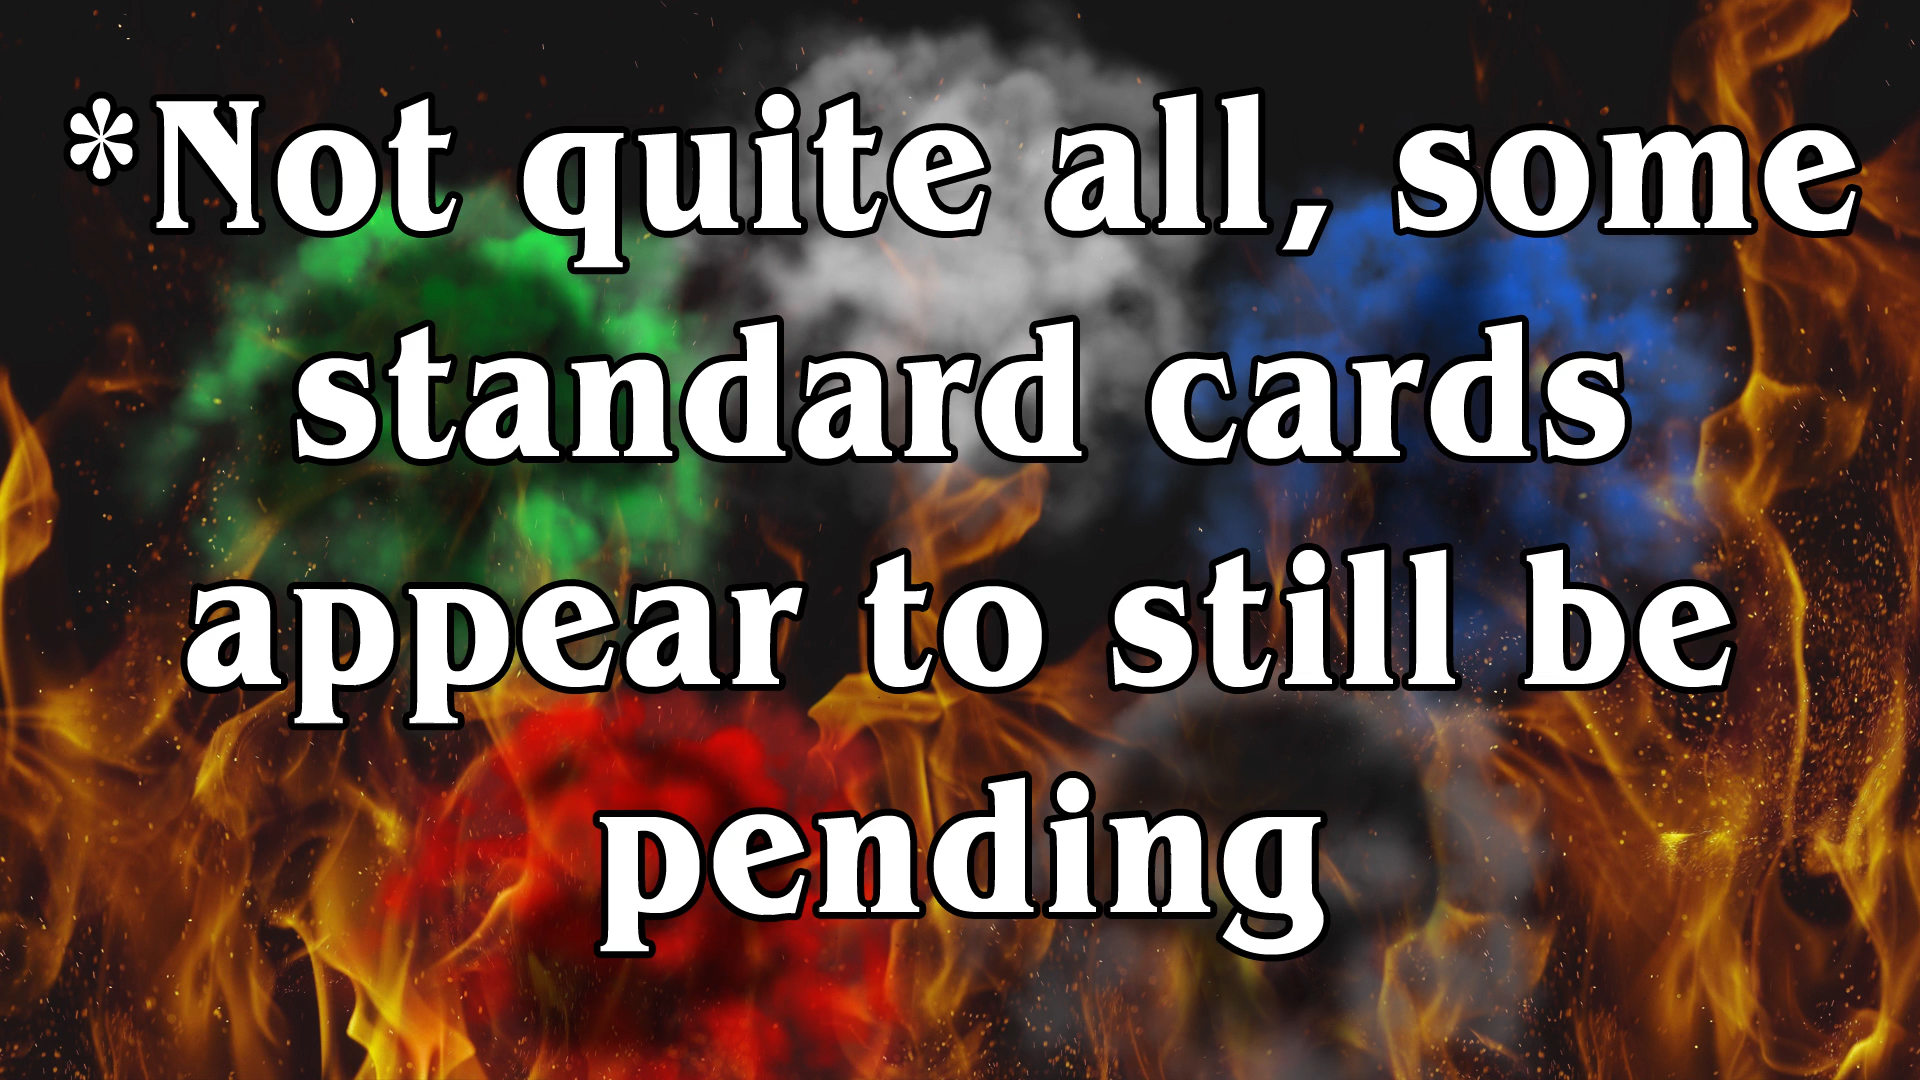 *Not quite all, some
standard cards
appear to still be
pending